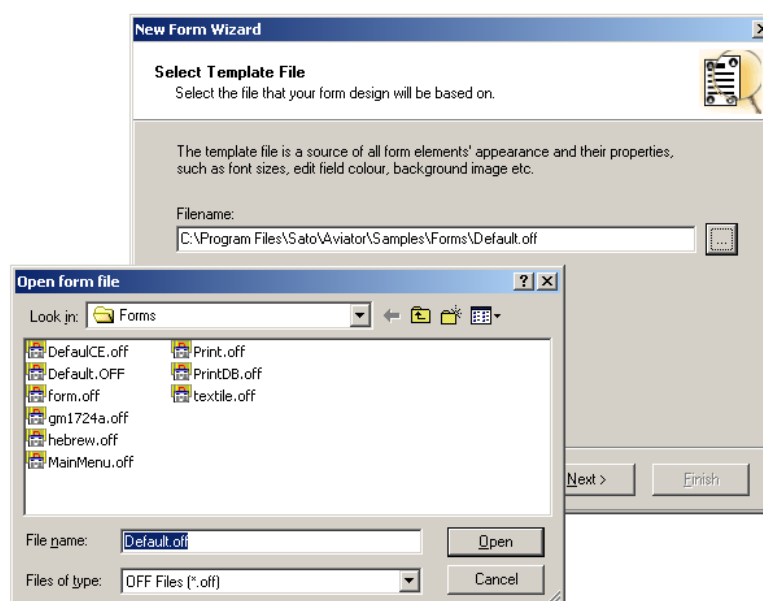 New Form Wizard
Select Template File
Select the file that your form design will be based on.
The template file is a source of all form elements' appearance and their properties,
such as font sizes, edit field colour, background image etc.
Filename:
C:\Program Files\Sato\Aviator\Samples\Forms\Default.off
...
Open form file
Look in: Forms
DefaulCE.off Print.off
Default.OFF PrintDB.off
form.off textile.off
gm1724a.off
hebrew.off
MainMenu.off
Next > Finish
File name: Default.off Open
Files of type: OFF Files (*.off) Cancel